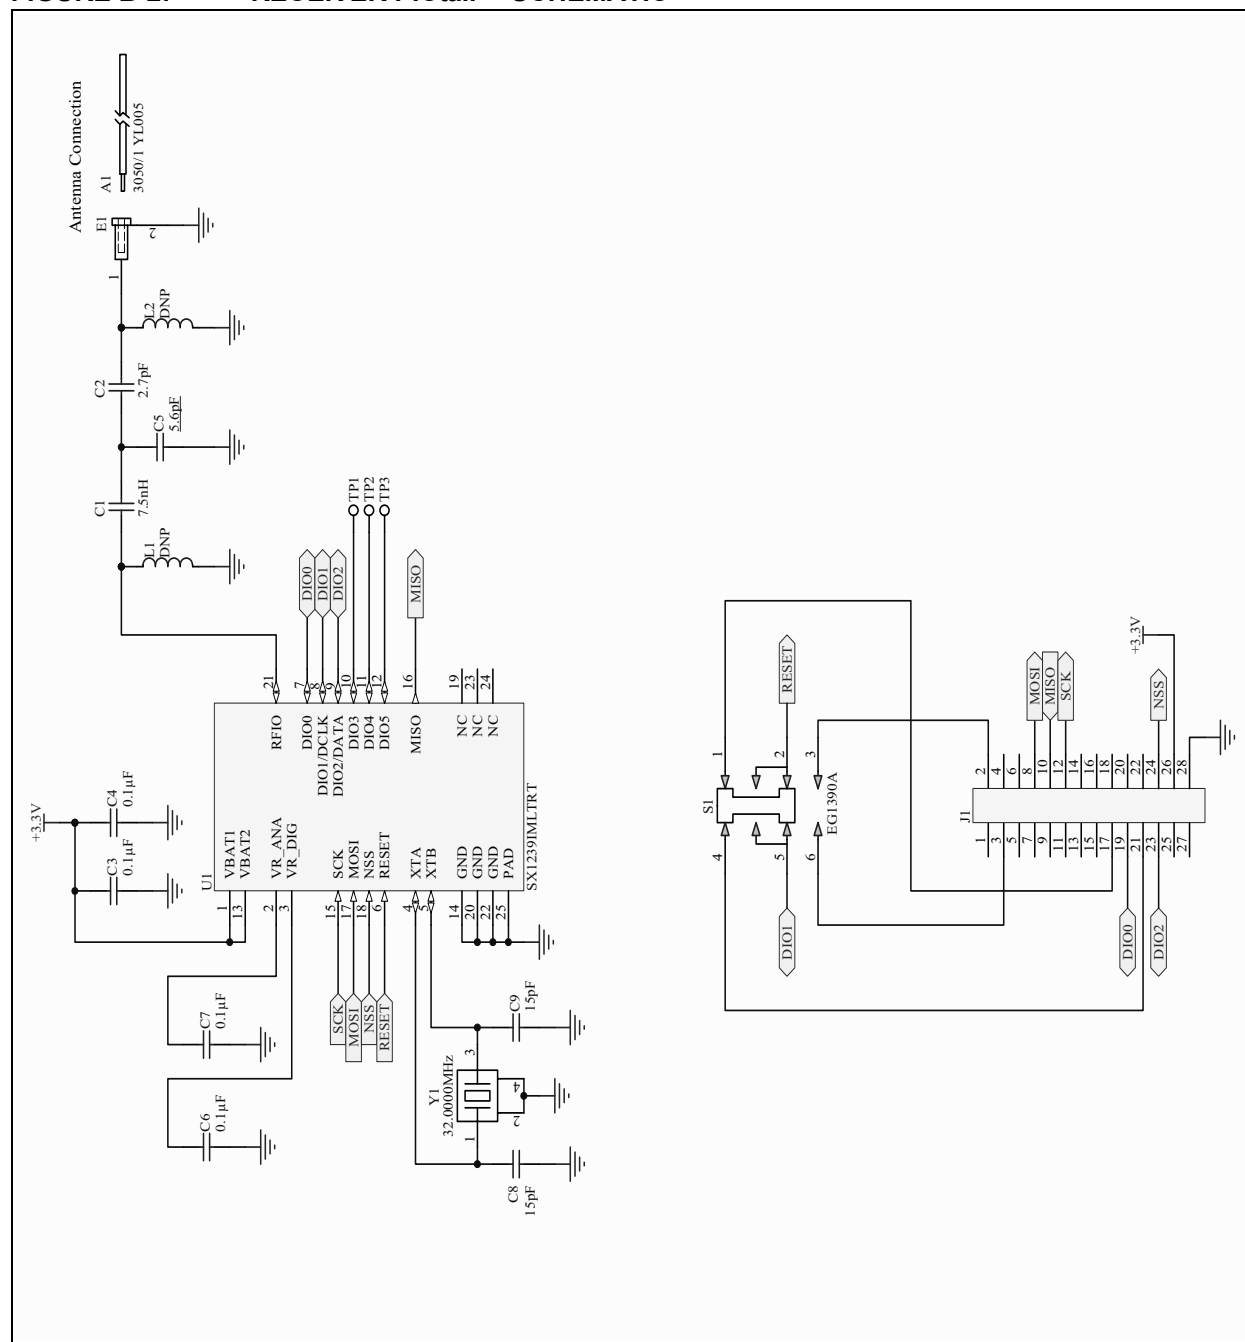 Antenna Connection
A1
3050/1 YL005
E1
1
2
L2
DNP
C2
2.7pF
C5
5.6pF
C1
7.5nH
L1
DNP
+3.3V
C4
0.1µF
C3
0.1µF
U1
SX1239IMLTRT
1
VBAT1
13
VBAT2
2
VR_ANA
3
VR_DIG
15
SCK
17
MOSI
18
NSS
6
RESET
4
XTA
5
XTB
14
GND
20
GND
22
GND
25
PAD
RFIO
21
DIO0
7
DIO1/DCLK
8
DIO2/DATA
9
DIO3
10
DIO4
11
DIO5
12
MISO
16
NC
19
NC
23
NC
24
DIO0
DIO1
DIO2
TP1
TP2
TP3
MISO
SCK
MOSI
NSS
RESET
C7
0.1µF
C6
0.1µF
Y1
32.0000MHz
1
3
2
4
C9
15pF
C8
15pF
S1
EG1390A
1
2
3
4
5
6
RESET
DIO1
J1
1
3
5
7
9
11
13
15
17
19
21
23
25
27
2
4
6
8
10
12
14
16
18
20
22
24
26
28
MOSI
MISO
SCK
NSS
+3.3V
DIO0
DIO2